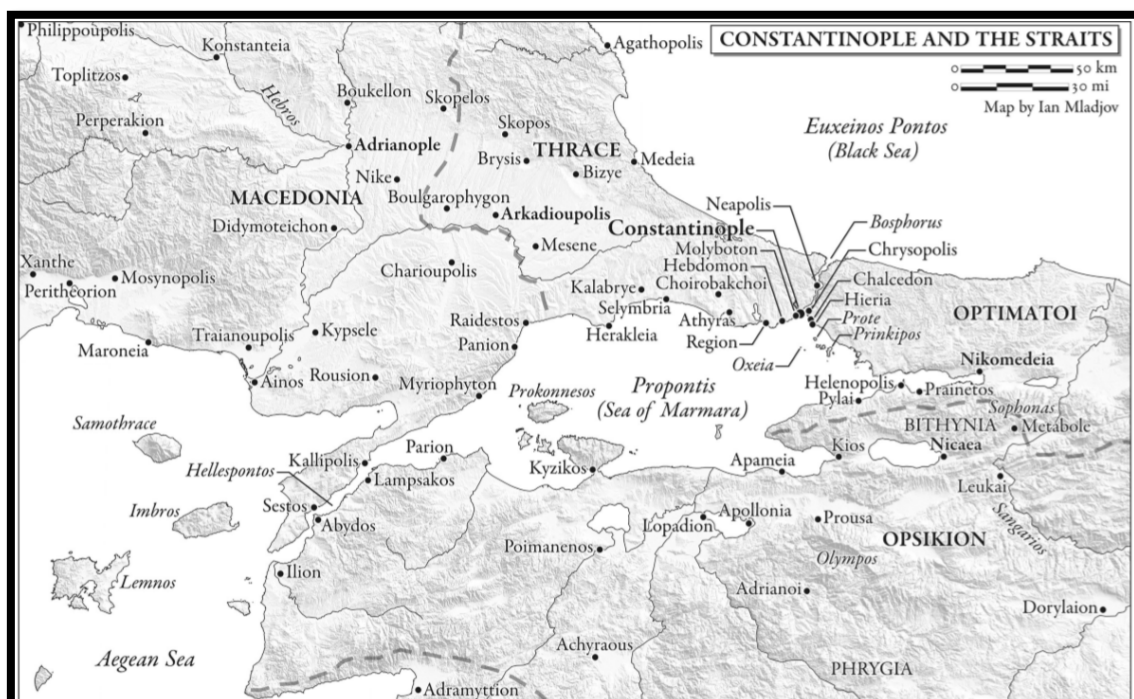 CONSTANTINOPLE AND THE STRAITS
0 50 km
0 30 mi
Map by Ian Mladjov
Philippoupolis
Konstanteia
Agathopolis
Toplitzos
Hebros
Boukellon
Skopelos
Perperakion
Skopos
Euxeinos Pontos
(Black Sea)
Adrianople
Brysis
THRACE
Medeia
Nike
Bizye
MACEDONIA
Boulgarophygon
Neapolis
Arkadioupolis
Constantinople
Bosphorus
Didymoteichon
Mesene
Molyboton
Chrysopolis
Xanthe
Mosynopolis
Charioupolis
Hebdomon
Chalcedon
Peritheorion
Kalabrye
Choirobakchoi
Hieria
Selymbria
OPTIMATOI
Prote
Traianoupolis
Kypsele
Raidestos
Herakleia
Athyras
Prinkipos
Maroneia
Panion
Region
Oxeia
Nikomedeia
Ainos
Rousion
Myriophyton
Prokonnesos
Propontis
(Sea of Marmara)
Helenopolis
Prainetos
Pylai
Sophonas
Samothrace
BITHYNIA
Metabole
Parion
Kios
Nicaea
Hellespontos
Kallipolis
Kyzikos
Apameia
Lampsakos
Leukai
Imbros
Sestos
Abydos
Lopadion
Apollonia
Prousa
Sangarios
Poimanenos
OPSIKION
Olympos
Ilion
Lemnos
Adrianoi
Dorylaion
Aegean Sea
Achyraous
PHRYGIA
Adramyttion